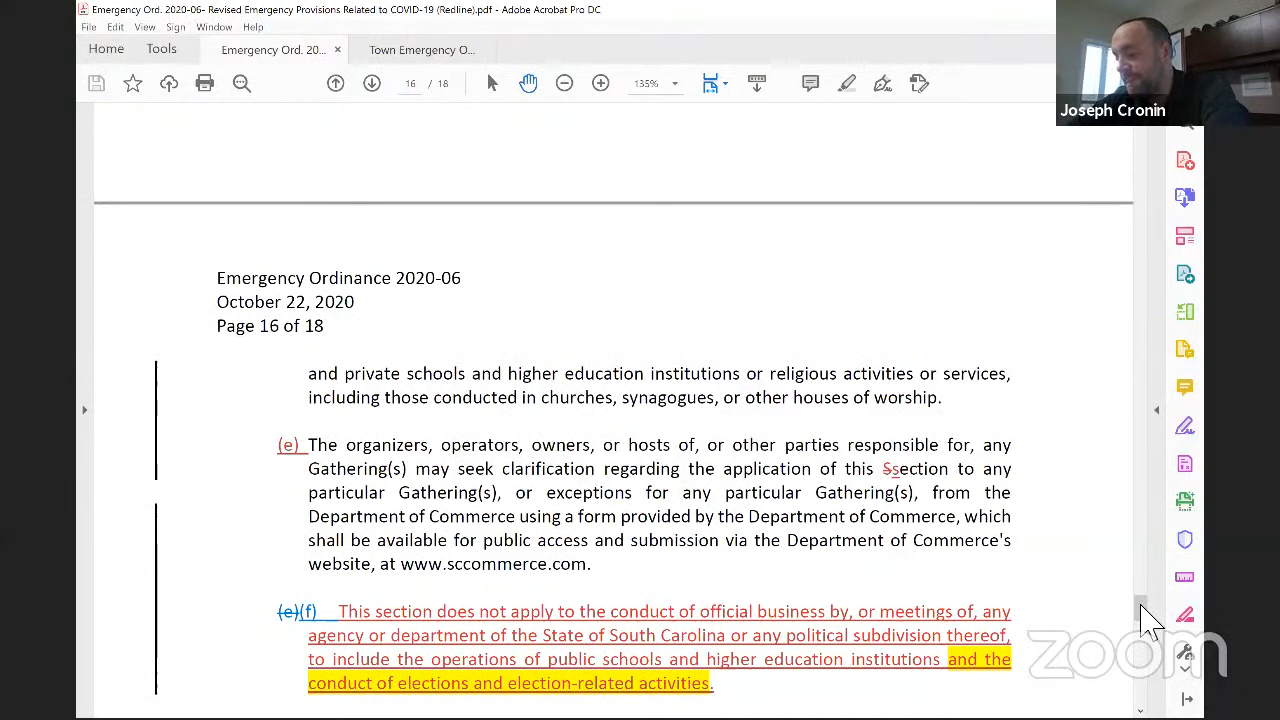 Emergency Ord. 2020-06- Revised Emergency Provisions Related to COVID-19 (Redline).pdf - Adobe Acrobat Pro DC
File Edit View Sign Window Help
Home Tools Emergency Ord. 20... × Town Emergency O...
16 / 18 135%
Joseph Cronin
Emergency Ordinance 2020-06
October 22, 2020
Page 16 of 18
and private schools and higher education institutions or religious activities or services,
including those conducted in churches, synagogues, or other houses of worship.
(e) The organizers, operators, owners, or hosts of, or other parties responsible for, any
Gathering(s) may seek clarification regarding the application of this Ssection to any
particular Gathering(s), or exceptions for any particular Gathering(s), from the
Department of Commerce using a form provided by the Department of Commerce, which
shall be available for public access and submission via the Department of Commerce's
website, at www.sccommerce.com.
(e)(f) This section does not apply to the conduct of official business by, or meetings of, any
agency or department of the State of South Carolina or any political subdivision thereof,
to include the operations of public schools and higher education institutions and the
conduct of elections and election-related activities.
zoom